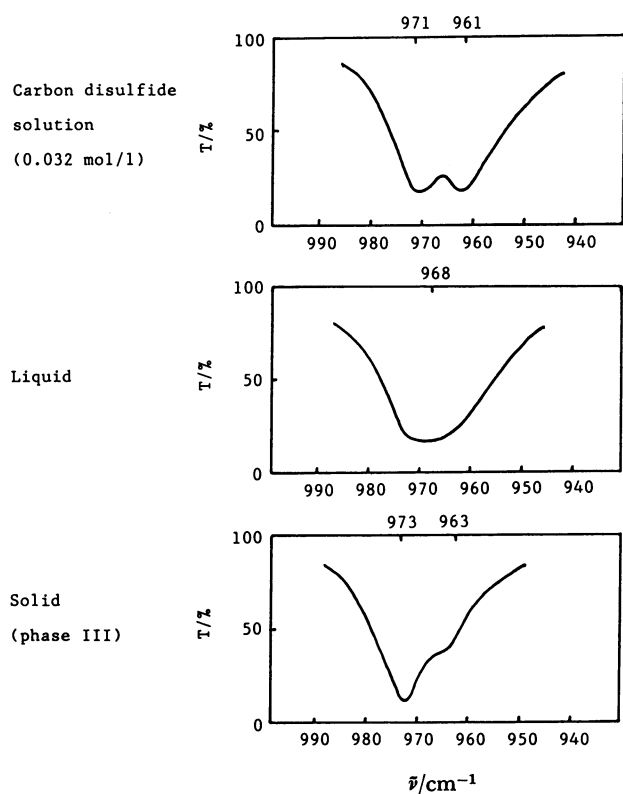 971 961
100
Carbon disulfide
solution
(0.032 mol/l)
T/%
50
0
990 980 970 960 950 940
968
100
Liquid
T/%
50
0
990 980 970 960 950 940
973 963
100
Solid
(phase III)
T/%
50
0
990 980 970 960 950 940
ν̃/cm⁻¹